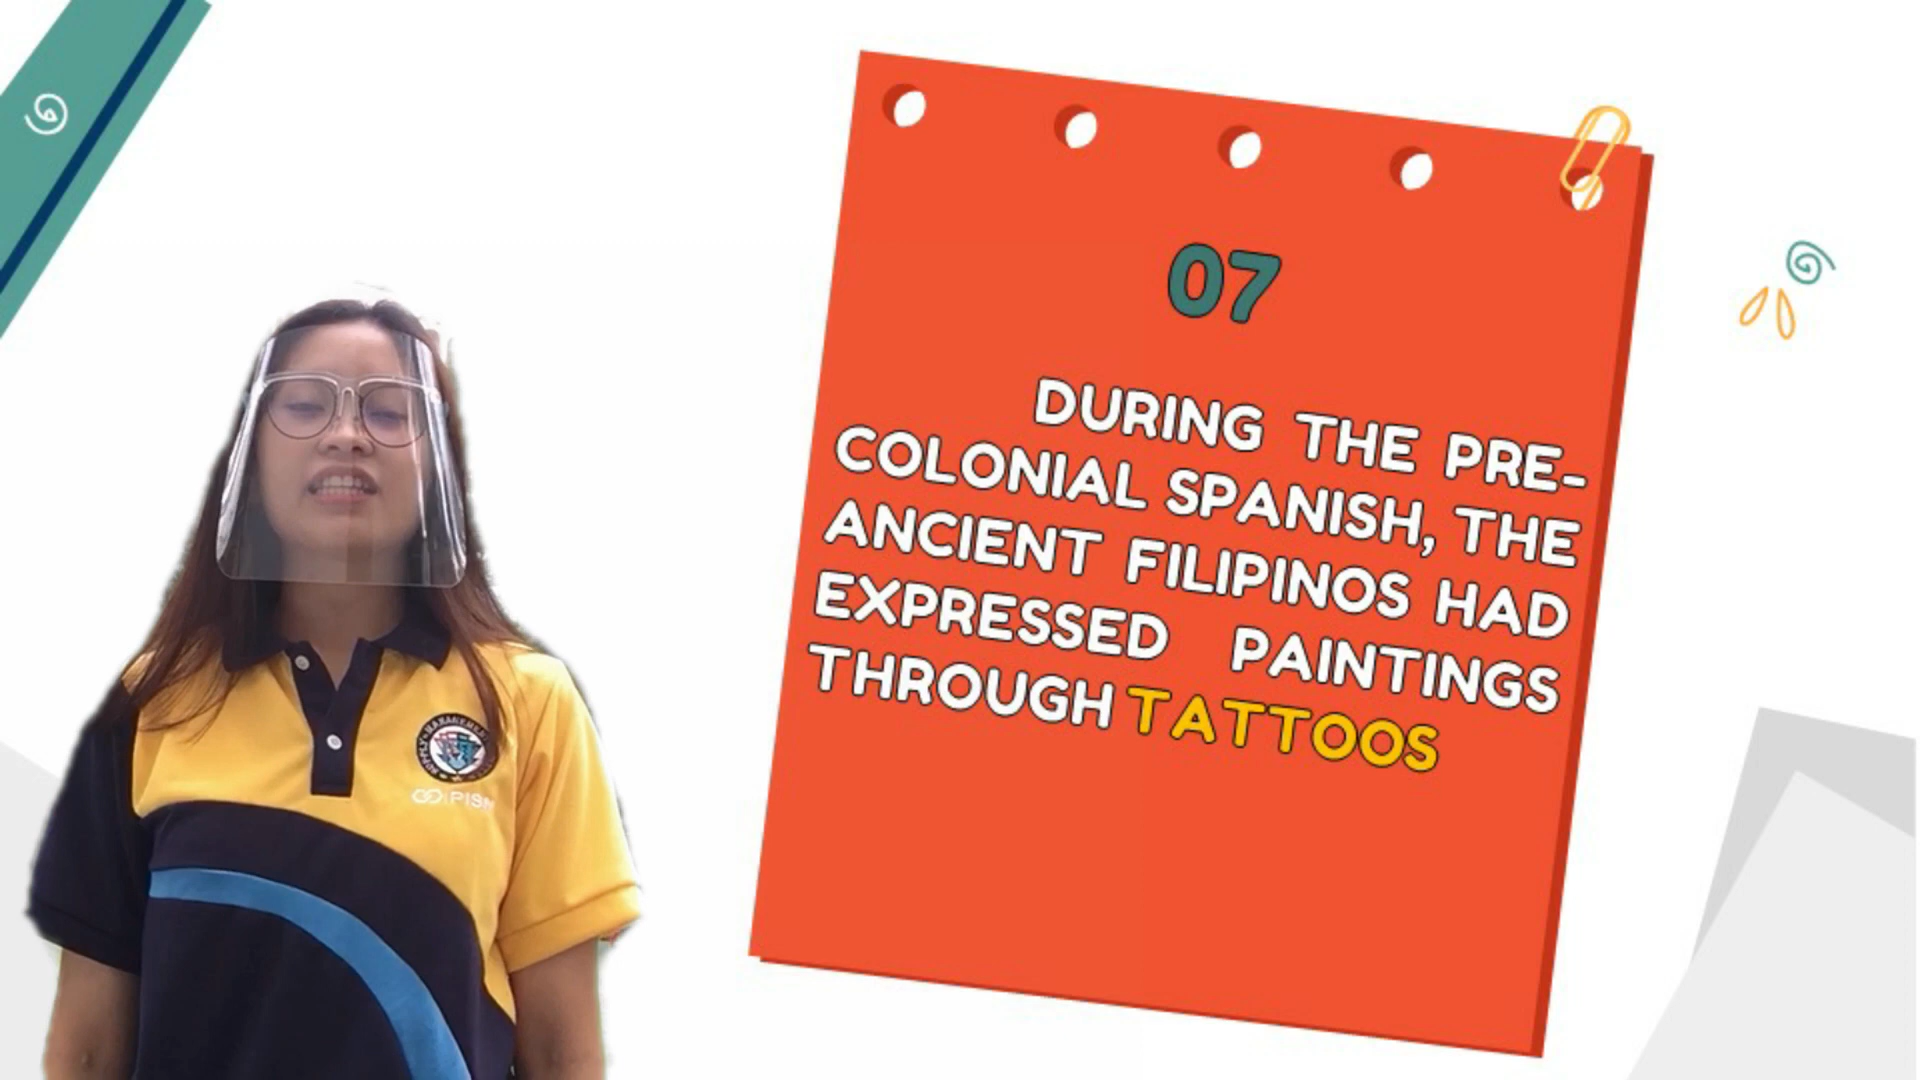 07
DURING THE PRE-
COLONIAL SPANISH, THE
ANCIENT FILIPINOS HAD
EXPRESSED PAINTINGS
THROUGH TATTOOS